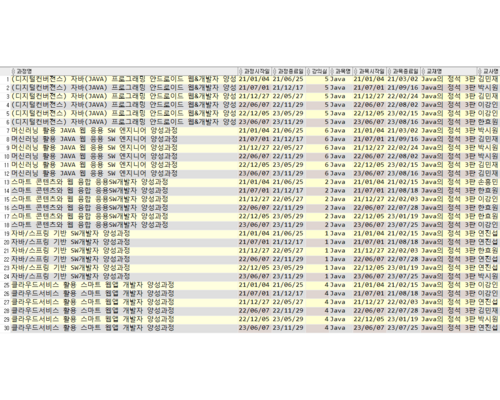 과정명 과정시작일 과정종료일 강의실 과목명 과목시작일 과목종료일 교재명 교사명
1 (디지털컨버젼스) 자바(JAVA) 프로그래밍 안드로이드 웹&개발자 양성 21/01/04 21/06/25 5 Java 21/01/04 21/03/02 Java의 정석 3판 김민재
2 (디지털컨버젼스) 자바(JAVA) 프로그래밍 안드로이드 웹&개발자 양성 21/07/01 21/12/17 5 Java 21/07/01 21/09/16 Java의 정석 3판 박시원
3 (디지털컨버젼스) 자바(JAVA) 프로그래밍 안드로이드 웹&개발자 양성 21/12/27 22/05/27 5 Java 21/12/27 22/02/22 Java의 정석 3판 김민재
4 (디지털컨버젼스) 자바(JAVA) 프로그래밍 안드로이드 웹&개발자 양성 22/06/07 22/11/29 5 Java 22/06/07 22/08/02 Java의 정석 3판 이강인
5 (디지털컨버젼스) 자바(JAVA) 프로그래밍 안드로이드 웹&개발자 양성 22/12/05 23/05/29 5 Java 22/12/05 23/02/15 Java의 정석 3판 이강인
6 (디지털컨버젼스) 자바(JAVA) 프로그래밍 안드로이드 웹&개발자 양성 23/06/07 23/11/29 5 Java 23/06/07 23/08/16 Java의 정석 3판 한효원
7 머신러닝 활용 JAVA 웹 응용 SW 엔지니어 양성과정 21/01/04 21/06/25 6 Java 21/01/04 21/03/02 Java의 정석 3판 박시원
8 머신러닝 활용 JAVA 웹 응용 SW 엔지니어 양성과정 21/07/01 21/12/17 6 Java 21/07/01 21/09/16 Java의 정석 3판 김민재
9 머신러닝 활용 JAVA 웹 응용 SW 엔지니어 양성과정 21/12/27 22/05/27 6 Java 21/12/27 22/02/24 Java의 정석 3판 이강인
10 머신러닝 활용 JAVA 웹 응용 SW 엔지니어 양성과정 22/06/07 22/11/29 6 Java 22/06/07 22/08/02 Java의 정석 3판 박시원
11 머신러닝 활용 JAVA 웹 응용 SW 엔지니어 양성과정 22/12/05 23/05/29 6 Java 22/12/05 23/02/15 Java의 정석 3판 김민재
12 머신러닝 활용 JAVA 웹 응용 SW 엔지니어 양성과정 23/06/07 23/11/29 6 Java 23/06/07 23/08/16 Java의 정석 3판 김민재
13 스마트 콘텐츠와 웹 융합 응용SW개발자 양성과정 21/01/04 21/06/25 2 Java 21/01/04 21/02/15 Java의 정석 3판 손흥민
14 스마트 콘텐츠와 웹 융합 응용SW개발자 양성과정 21/07/01 21/12/17 2 Java 21/07/01 21/08/18 Java의 정석 3판 한효원
15 스마트 콘텐츠와 웹 융합 응용SW개발자 양성과정 21/12/27 22/05/27 2 Java 21/12/27 22/02/03 Java의 정석 3판 이강인
16 스마트 콘텐츠와 웹 융합 응용SW개발자 양성과정 22/06/07 22/11/29 2 Java 22/06/07 22/07/28 Java의 정석 3판 한효원
17 스마트 콘텐츠와 웹 융합 응용SW개발자 양성과정 22/12/05 23/05/29 2 Java 22/12/05 23/01/19 Java의 정석 3판 한효원
18 스마트 콘텐츠와 웹 융합 응용SW개발자 양성과정 23/06/07 23/11/29 2 Java 23/06/07 23/07/25 Java의 정석 3판 이강인
19 자바/스프링 기반 SW개발자 양성과정 21/01/04 21/06/25 1 Java 21/01/04 21/02/15 Java의 정석 3판 연진섭
20 자바/스프링 기반 SW개발자 양성과정 21/07/01 21/12/17 1 Java 21/07/01 21/08/18 Java의 정석 3판 연진섭
21 자바/스프링 기반 SW개발자 양성과정 21/12/27 22/05/27 1 Java 21/12/27 22/02/03 Java의 정석 3판 한효원
22 자바/스프링 기반 SW개발자 양성과정 22/06/07 22/11/29 1 Java 22/06/07 22/07/28 Java의 정석 3판 연진섭
23 자바/스프링 기반 SW개발자 양성과정 22/12/05 23/05/29 1 Java 22/12/05 23/01/19 Java의 정석 3판 연진섭
24 자바/스프링 기반 SW개발자 양성과정 23/06/07 23/11/29 1 Java 23/06/07 23/07/25 Java의 정석 3판 박시원
25 클라우드서비스 활용 스마트 웹앱 개발자 양성과정 21/01/04 21/06/25 4 Java 21/01/04 21/02/15 Java의 정석 3판 이강인
26 클라우드서비스 활용 스마트 웹앱 개발자 양성과정 21/07/01 21/12/17 4 Java 21/07/01 21/08/18 Java의 정석 3판 이강인
27 클라우드서비스 활용 스마트 웹앱 개발자 양성과정 21/12/27 22/05/27 4 Java 21/12/27 22/02/03 Java의 정석 3판 연진섭
28 클라우드서비스 활용 스마트 웹앱 개발자 양성과정 22/06/07 22/11/29 4 Java 22/06/07 22/07/28 Java의 정석 3판 김민재
29 클라우드서비스 활용 스마트 웹앱 개발자 양성과정 22/12/05 23/05/29 4 Java 22/12/05 23/01/19 Java의 정석 3판 박시원
30 클라우드서비스 활용 스마트 웹앱 개발자 양성과정 23/06/07 23/11/29 4 Java 23/06/07 23/07/25 Java의 정석 3판 연진섭